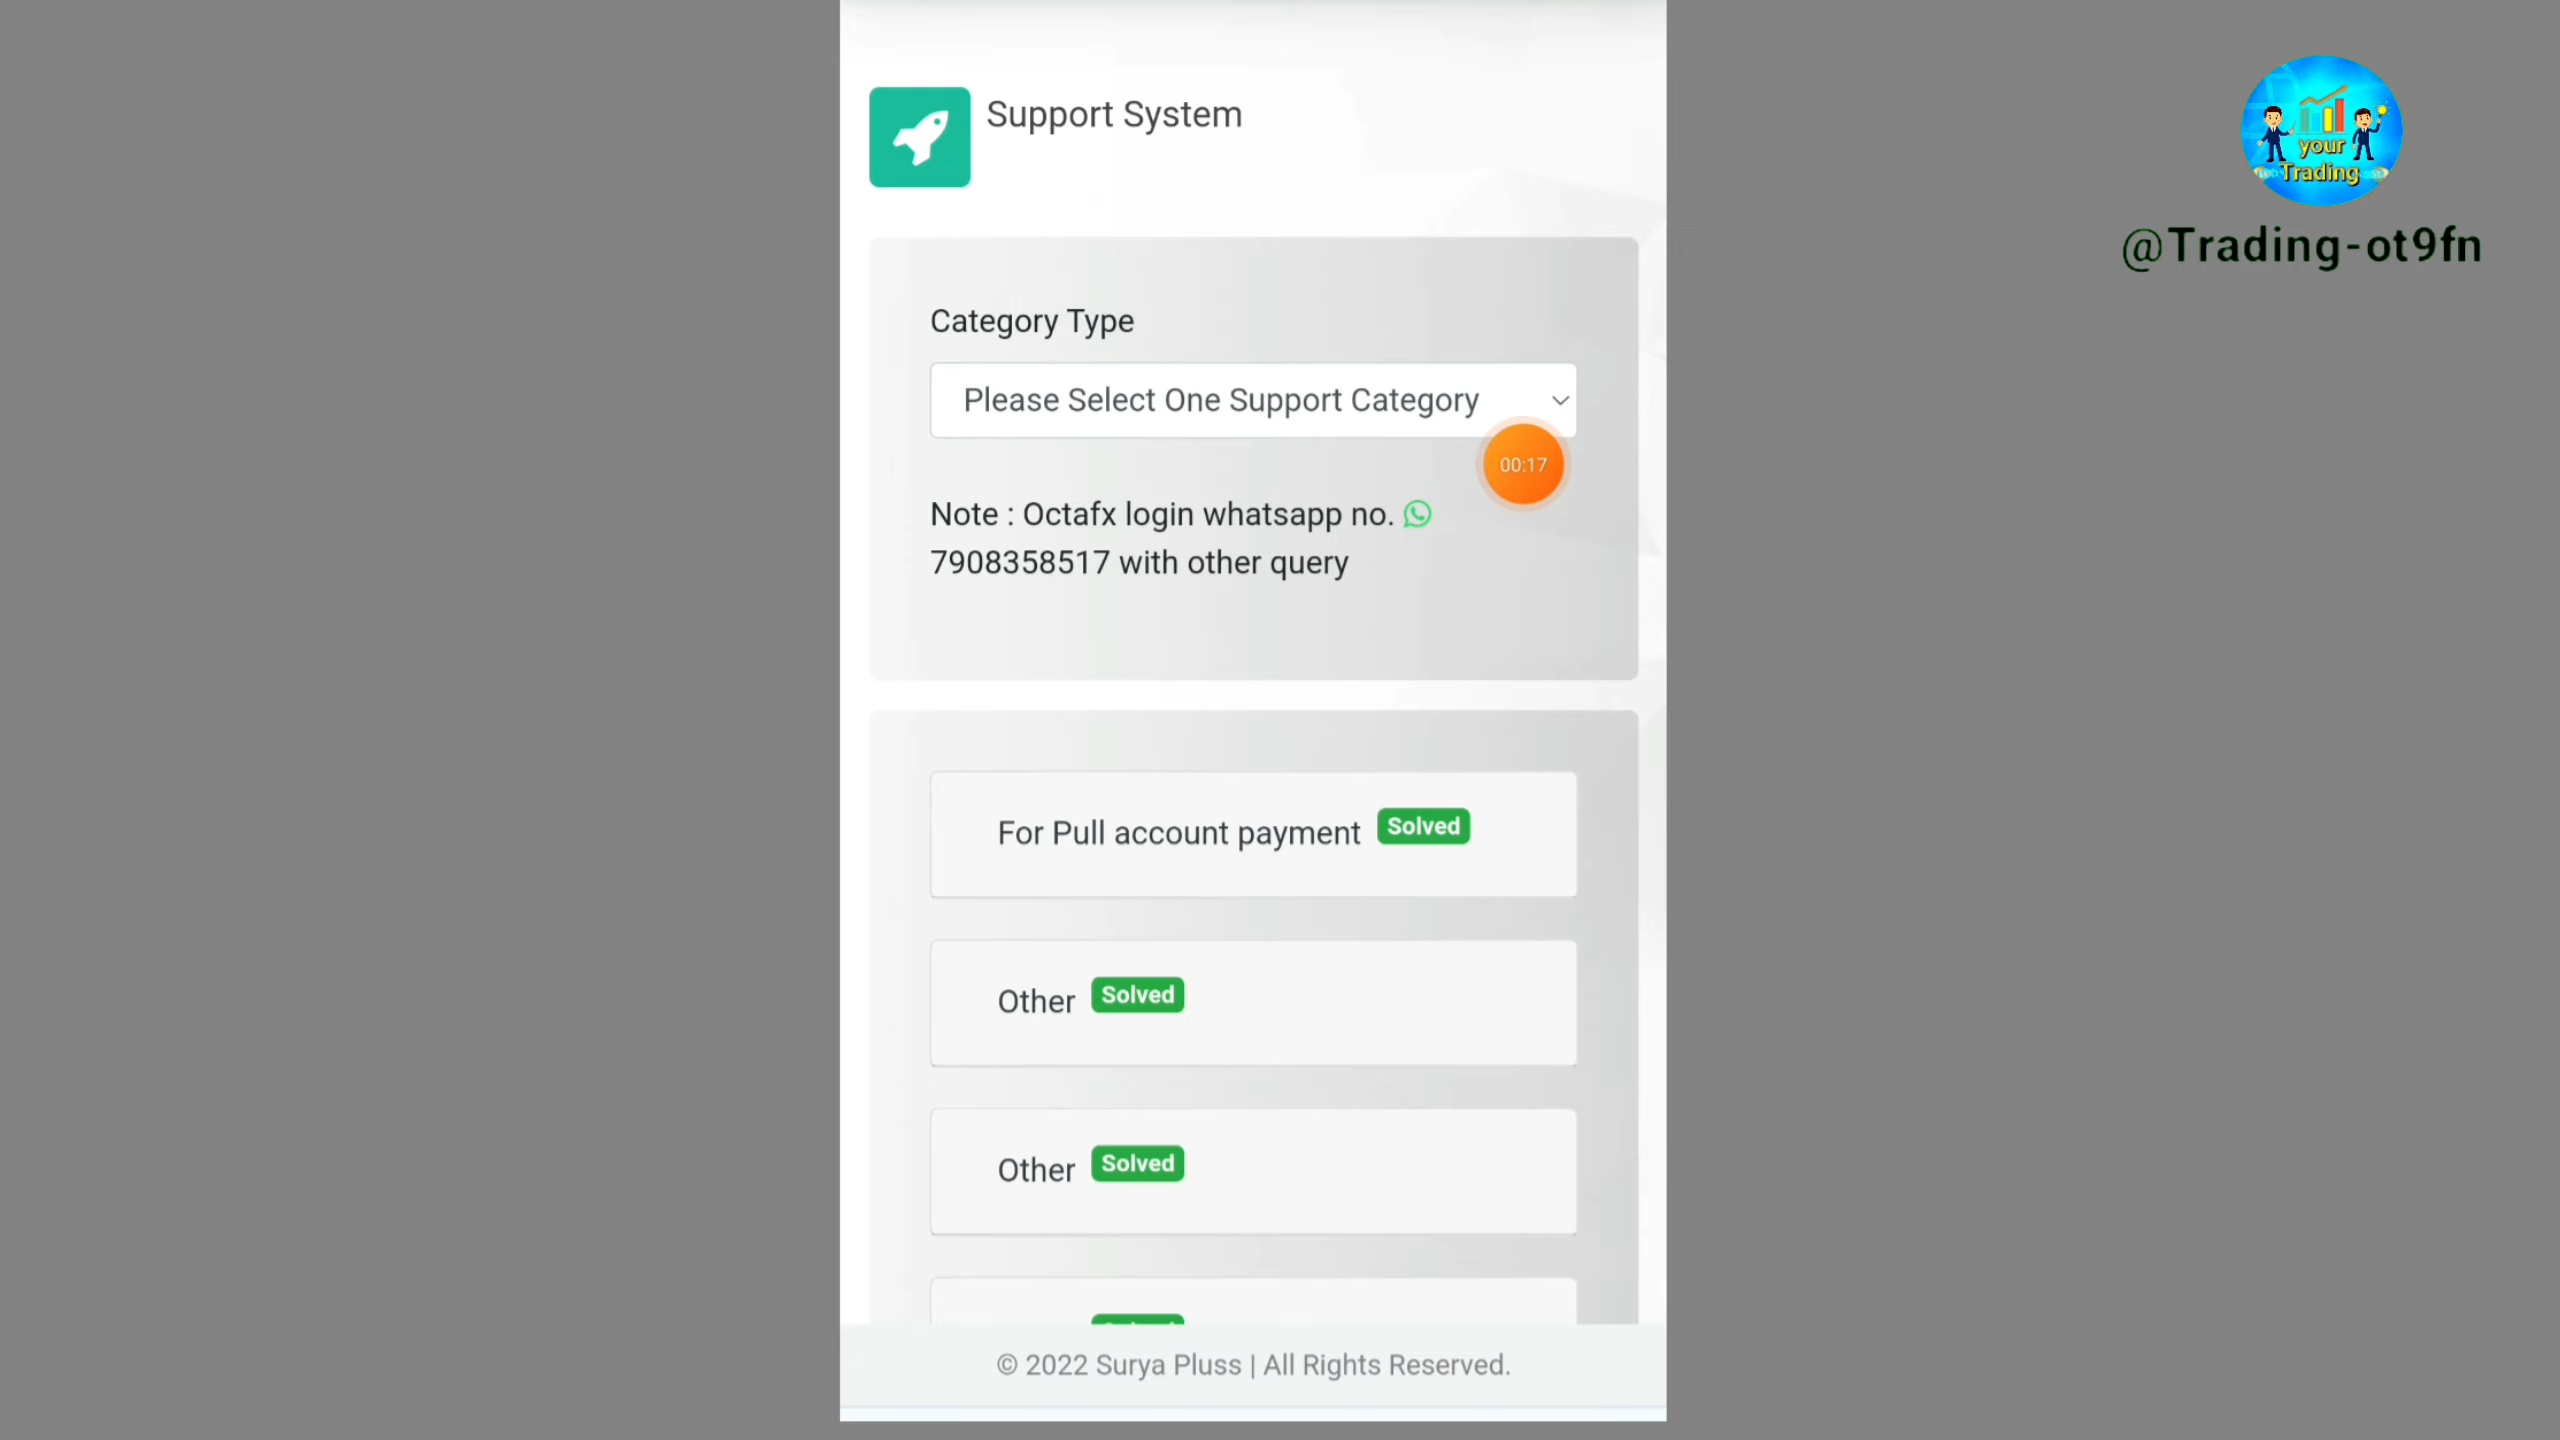 Support System
your
Trading
@Trading-ot9fn
Category Type
Please Select One Support Category
00:17
Note : Octafx login whatsapp no.
7908358517 with other query
For Pull account payment Solved
Other Solved
Other Solved
© 2022 Surya Pluss | All Rights Reserved.